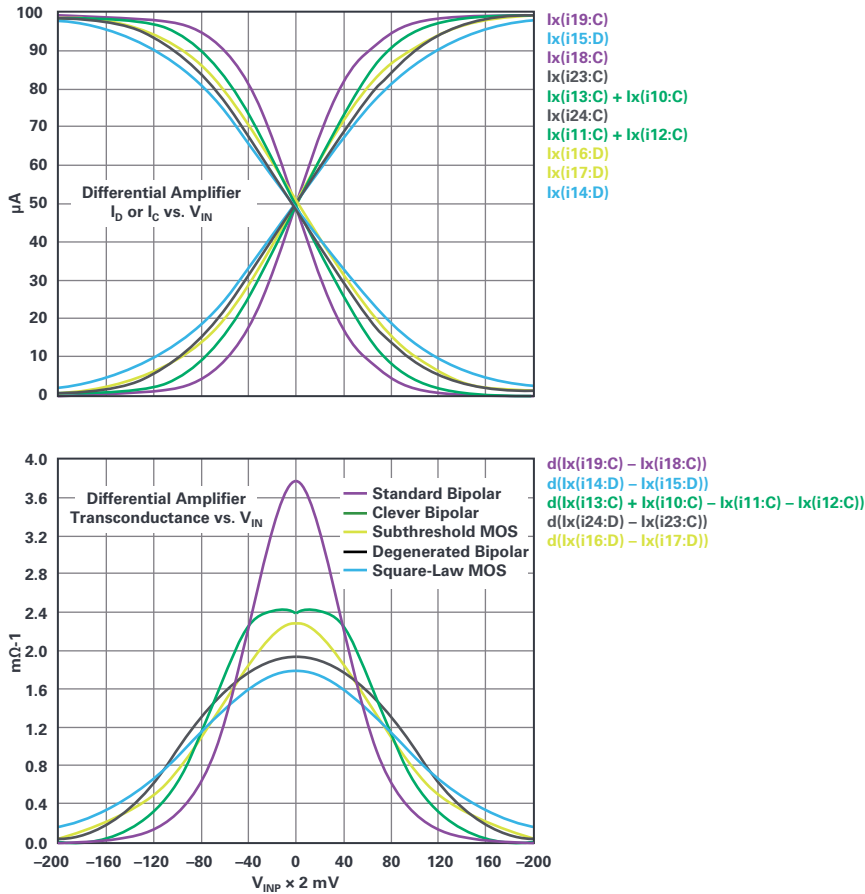 100
90
80
70
60
50
40
30
20
10
0
µA
Differential Amplifier
I_D or I_C vs. V_IN
Ix(i19:C)
Ix(i15:D)
Ix(i18:C)
Ix(i23:C)
Ix(i13:C) + Ix(i10:C)
Ix(i24:C)
Ix(i11:C) + Ix(i12:C)
Ix(i16:D)
Ix(i17:D)
Ix(i14:D)
4.0
3.6
3.2
2.8
2.4
2.0
1.6
1.2
0.8
0.4
0.0
mΩ-1
Differential Amplifier
Transconductance vs. V_IN
Standard Bipolar
Clever Bipolar
Subthreshold MOS
Degenerated Bipolar
Square-Law MOS
d(Ix(i19:C) – Ix(i18:C))
d(Ix(i14:D) – Ix(i15:D))
d(Ix(i13:C) + Ix(i10:C) – Ix(i11:C) – Ix(i12:C))
d(Ix(i24:D) – Ix(i23:C))
d(Ix(i16:D) – Ix(i17:D))
–200 –160 –120 –80 –40 0 40 80 120 –160 –200
V_INP × 2 mV